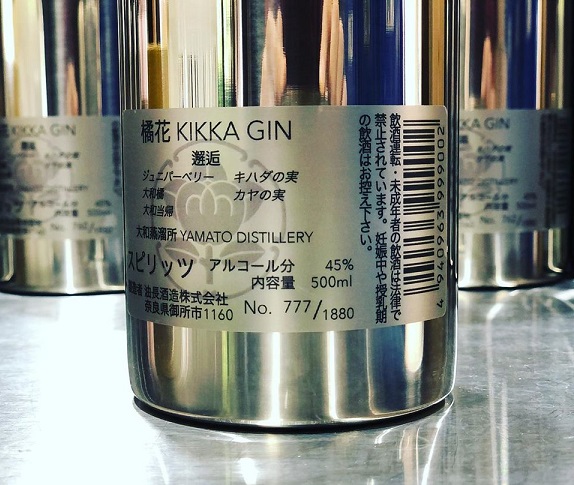 橘花 KIKKA GIN
邂逅
ジュニパーベリー キハダの実
大和橘 カヤの実
大和当帰
大和蒸溜所 YAMATO DISTILLERY
スピリッツ アルコール分 45%
内容量 500ml
製造者 油長酒造株式会社
奈良県御所市1160 No. 777/1880
飲酒運転・未成年者の飲酒は法律で
禁止されています。妊娠中や授乳期
の飲酒はお控え下さい。
4 940963 999002